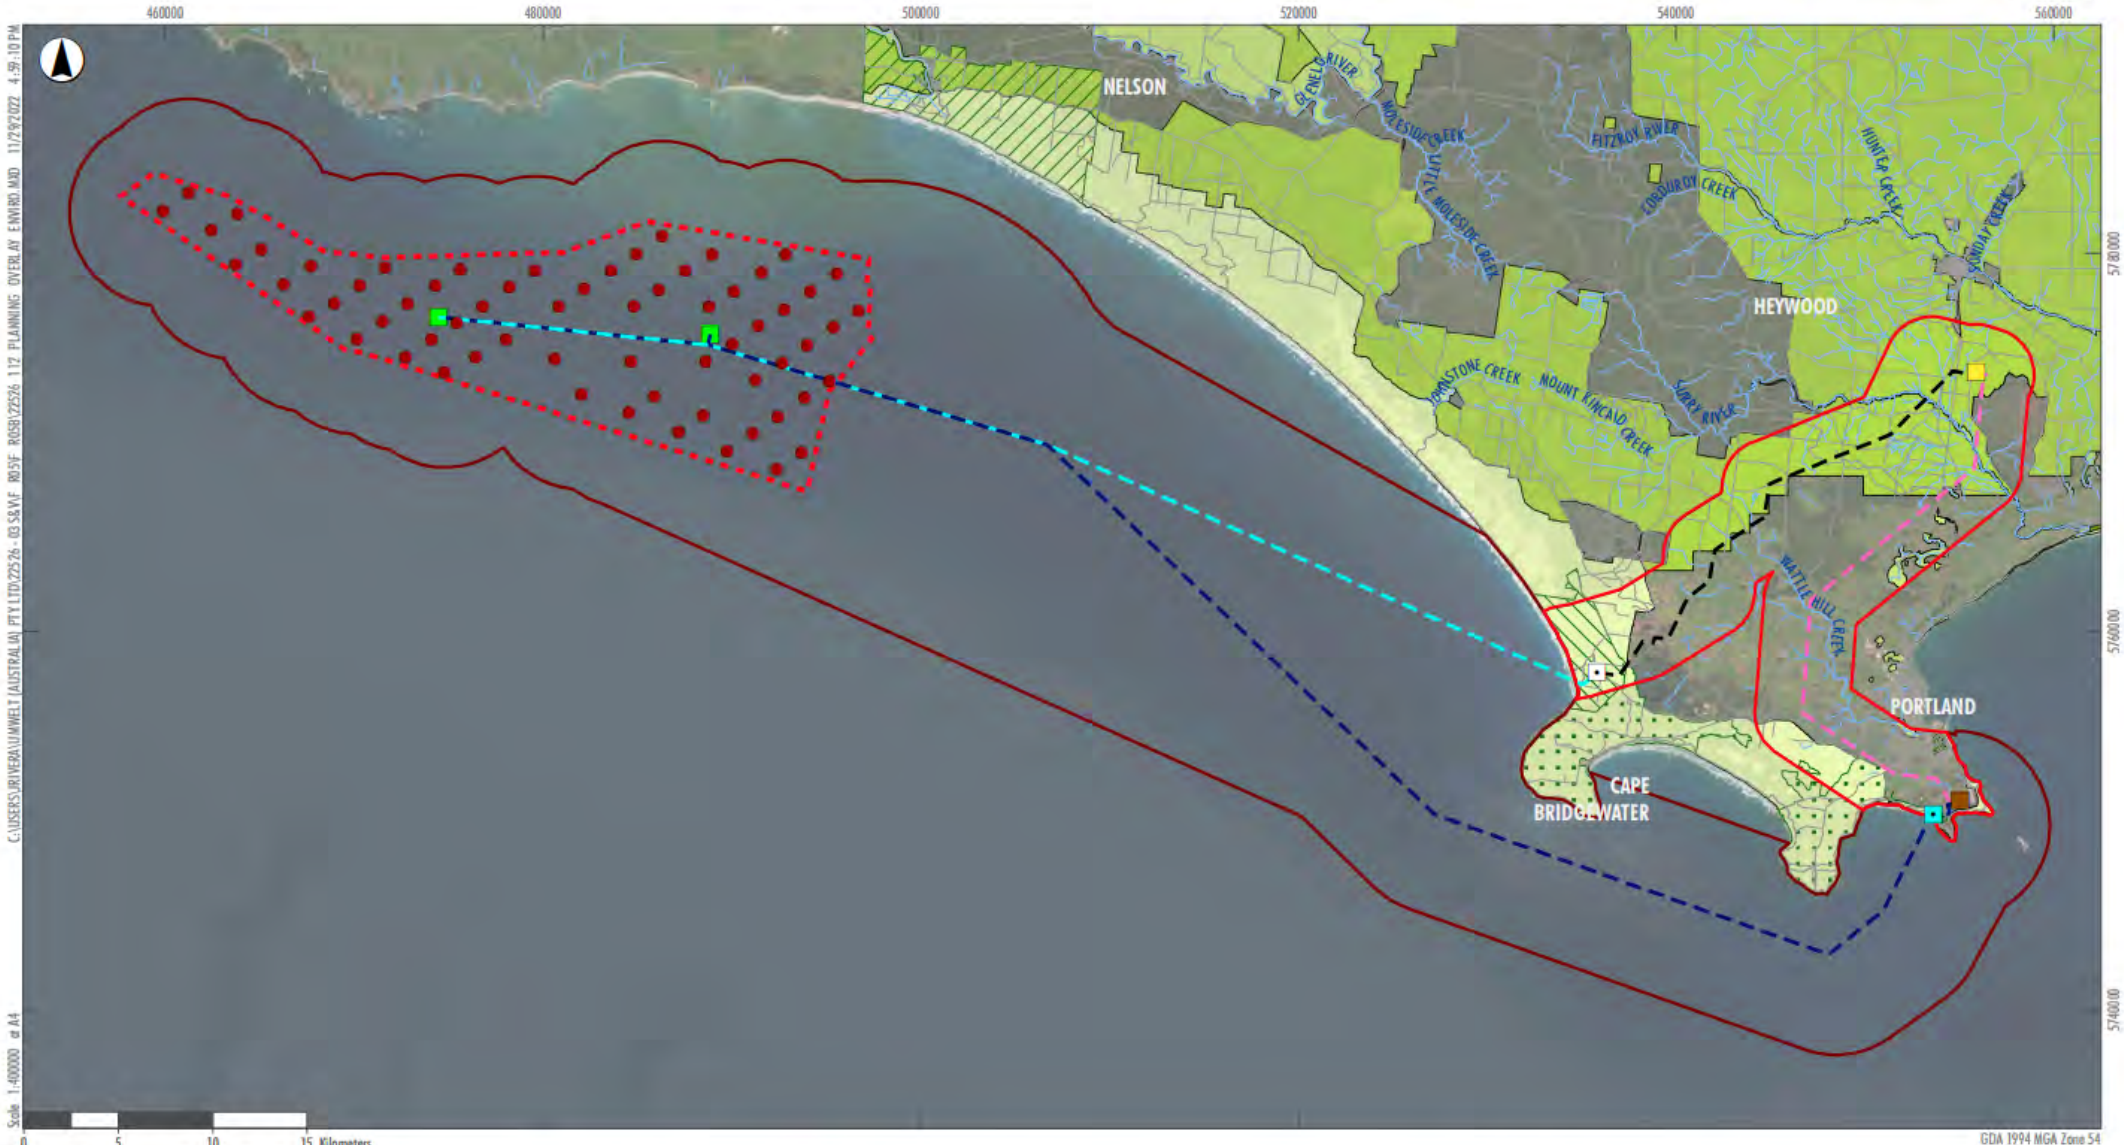 460000 480000 500000 520000 540000 560000
NELSON
GLENELG RIVER
MOLESIDE CREEK
LITTLE MOLESIDE CREEK
FITZROY RIVER
CORDUROY CREEK
HUNTER CREEK
SUNDAY CREEK
5780000
HEYWOOD
JOHNSTONE CREEK
MOUNT KINCAID CREEK
SURRY RIVER
WATTLE HILL CREEK
5760000
PORTLAND
CAPE
BRIDGEWATER
5740000
Scale 1:400000 at A4
0 5 10 15 Kilometers
GDA 1994 MGA Zone 54